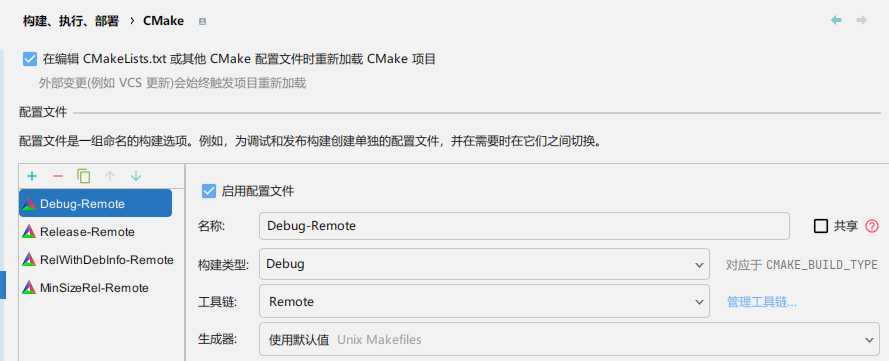 构建、执行、部署 › CMake
在编辑 CMakeLists.txt 或其他 CMake 配置文件时重新加载 CMake 项目
外部变更(例如 VCS 更新)会始终触发项目重新加载
配置文件
配置文件是一组命名的构建选项。例如，为调试和发布构建创建单独的配置文件，并在需要时在它们之间切换。
Debug-Remote
Release-Remote
RelWithDebInfo-Remote
MinSizeRel-Remote
启用配置文件
名称: Debug-Remote 共享 ?
构建类型: Debug 对应于 CMAKE_BUILD_TYPE
工具链: Remote 管理工具链...
生成器: 使用默认值 Unix Makefiles